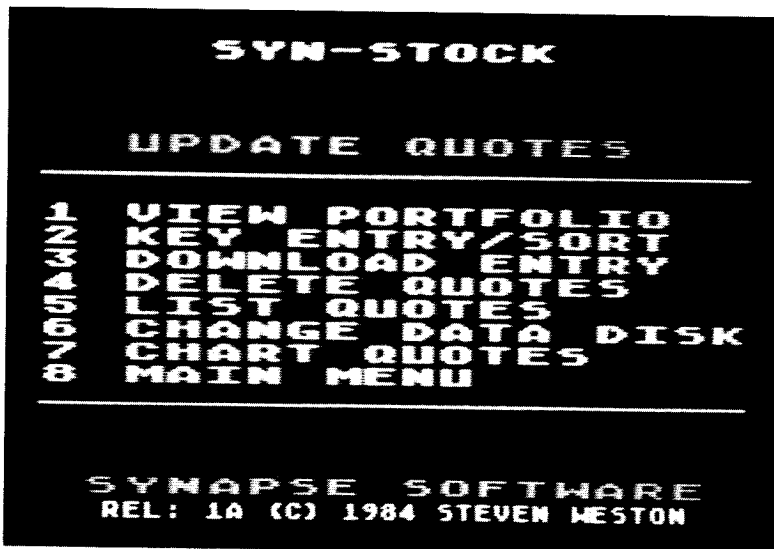 SYN-STOCK
UPDATE QUOTES
1 VIEW PORTFOLIO
2 KEY ENTRY/SORT
3 DOWNLOAD ENTRY
4 DELETE QUOTES
5 LIST QUOTES
6 CHANGE DATA DISK
7 CHART QUOTES
8 MAIN MENU
SYNAPSE SOFTWARE
REL: 1A (C) 1984 STEVEN WESTON